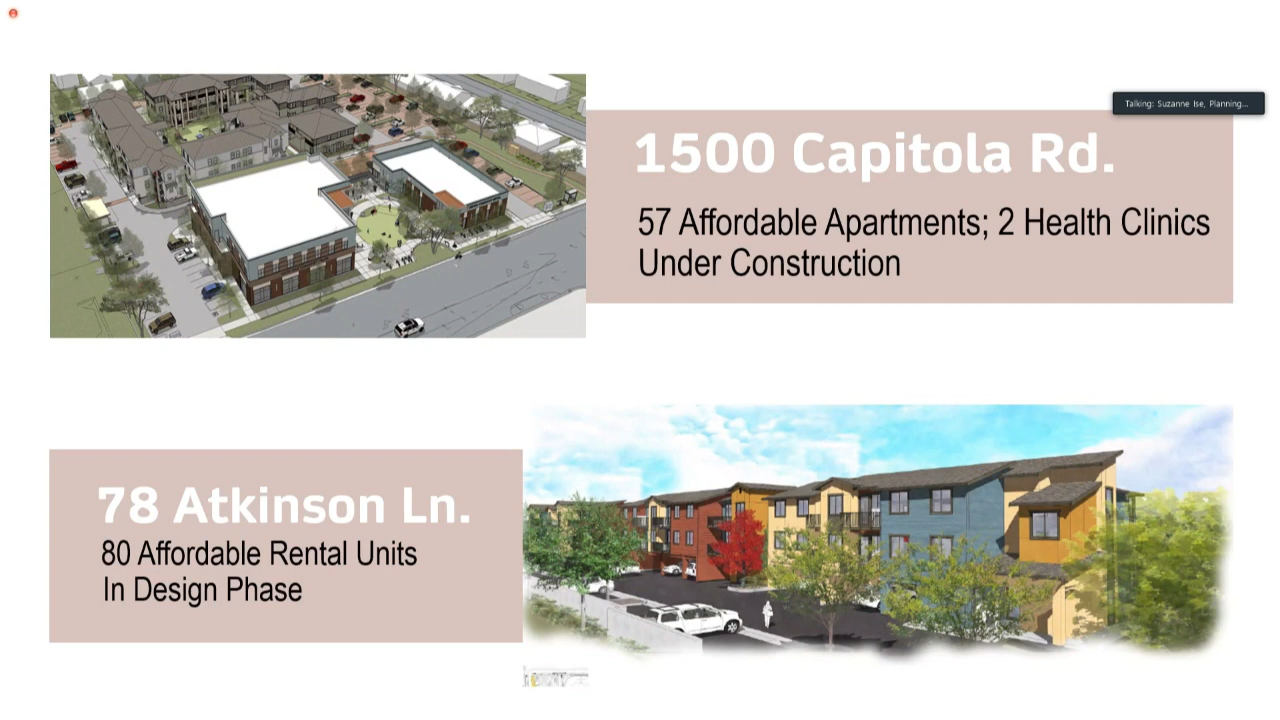 Talking: Suzanne Ise, Planning...
1500 Capitola Rd.
57 Affordable Apartments; 2 Health Clinics
Under Construction
78 Atkinson Ln.
80 Affordable Rental Units
In Design Phase